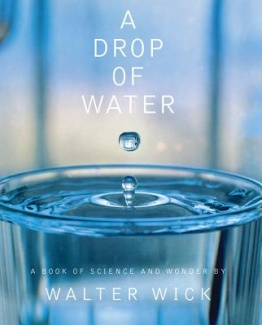 A
DROP
OF
WATER
A BOOK OF SCIENCE AND WONDER BY
WALTER WICK